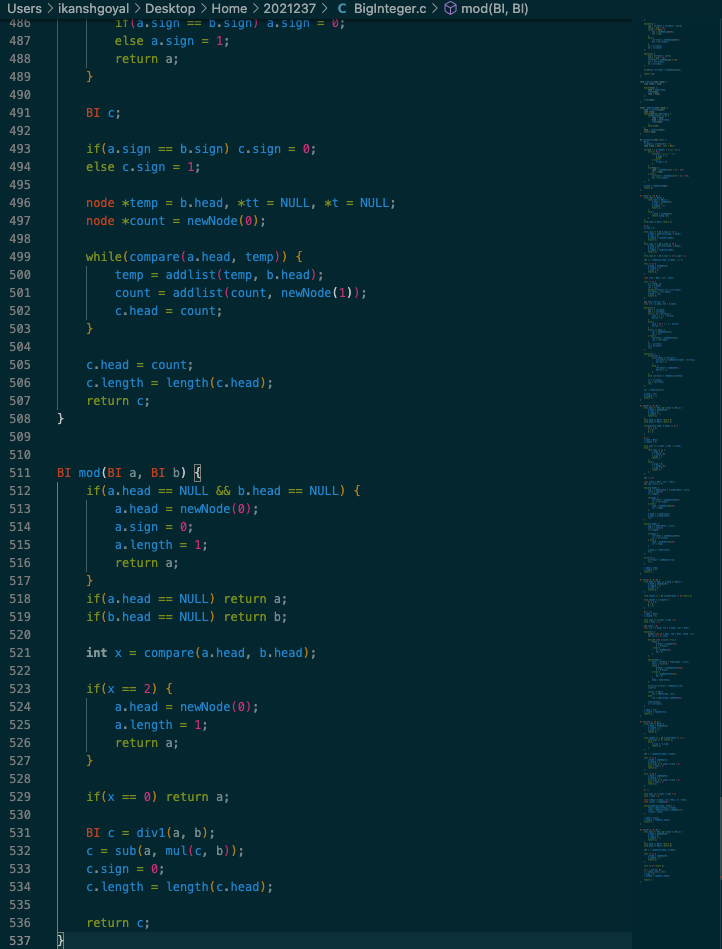 Users > ikanshgoyal > Desktop > Home > 2021237 > C BigInteger.c > mod(BI, BI)
486 if(a.sign == b.sign) a.sign = 0;
487 else a.sign = 1;
488 return a;
489 }
490
491 BI c;
492
493 if(a.sign == b.sign) c.sign = 0;
494 else c.sign = 1;
495
496 node *temp = b.head, *tt = NULL, *t = NULL;
497 node *count = newNode(0);
498
499 while(compare(a.head, temp)) {
500 temp = addlist(temp, b.head);
501 count = addlist(count, newNode(1));
502 c.head = count;
503 }
504
505 c.head = count;
506 c.length = length(c.head);
507 return c;
508 }
509
510
511 BI mod(BI a, BI b) {
512 if(a.head == NULL && b.head == NULL) {
513 a.head = newNode(0);
514 a.sign = 0;
515 a.length = 1;
516 return a;
517 }
518 if(a.head == NULL) return a;
519 if(b.head == NULL) return b;
520
521 int x = compare(a.head, b.head);
522
523 if(x == 2) {
524 a.head = newNode(0);
525 a.length = 1;
526 return a;
527 }
528
529 if(x == 0) return a;
530
531 BI c = div1(a, b);
532 c = sub(a, mul(c, b));
533 c.sign = 0;
534 c.length = length(c.head);
535
536 return c;
537 }